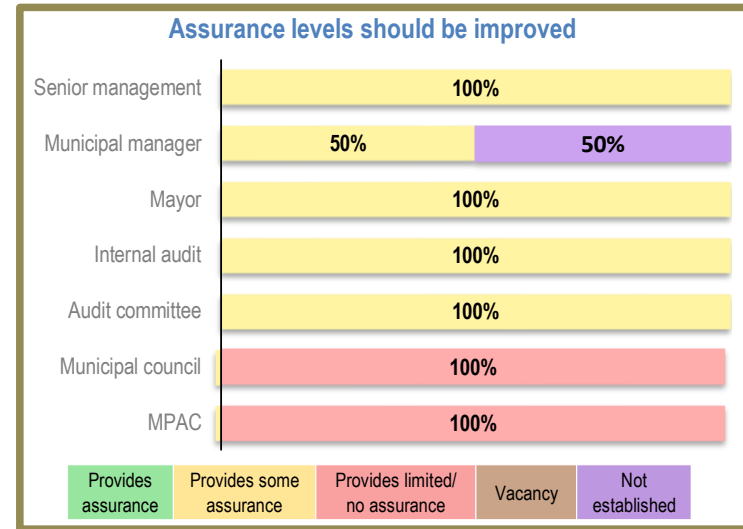 Assurance levels should be improved
Senior management 100%
Municipal manager 50% 50%
Mayor 100%
Internal audit 100%
Audit committee 100%
Municipal council 100%
MPAC 100%
Provides assurance
Provides some assurance
Provides limited/ no assurance
Vacancy
Not established